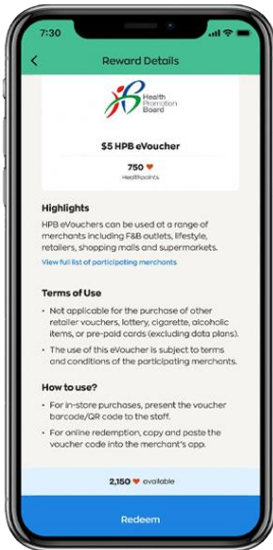 7:30
Reward Details
Health
Promotion
Board
$5 HPB eVoucher
750
Healthpoints
Highlights
HPB eVouchers can be used at a range of
merchants including F&B outlets, lifestyle,
retailers, shopping malls and supermarkets.
View full list of participating merchants
Terms of Use
• Not applicable for the purchase of other
retailer vouchers, lottery, cigarette, alcoholic
items, or pre-paid cards (excluding data plans).
• The use of this eVoucher is subject to terms
and conditions of the participating merchants.
How to use?
• For in-store purchases, present the voucher
barcode/QR code to the staff.
• For online redemption, copy and paste the
voucher code into the merchant's app.
2,150 available
Redeem